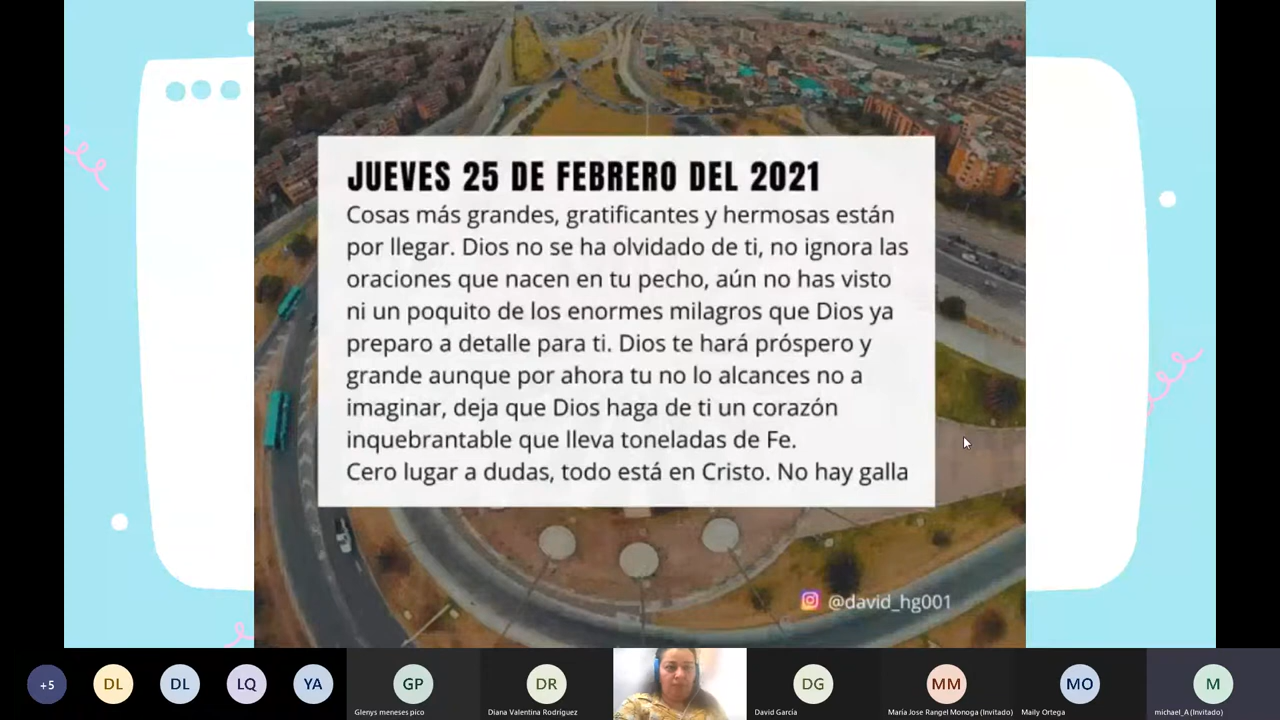 JUEVES 25 DE FEBRERO DEL 2021
Cosas más grandes, gratificantes y hermosas están
por llegar. Dios no se ha olvidado de ti, no ignora las
oraciones que nacen en tu pecho, aún no has visto
ni un poquito de los enormes milagros que Dios ya
preparo a detalle para ti. Dios te hará próspero y
grande aunque por ahora tu no lo alcances no a
imaginar, deja que Dios haga de ti un corazón
inquebrantable que lleva toneladas de Fe.
Cero lugar a dudas, todo está en Cristo. No hay galla
@david_hg001
+5
DL
DL
LQ
YA
GP
DR
DG
MM
MO
M
Glenys meneses pico
Diana Valentina Rodríguez
David García
María Jose Rangel Monoga (Invitado)
Maily Ortega
michael_A (Invitado)